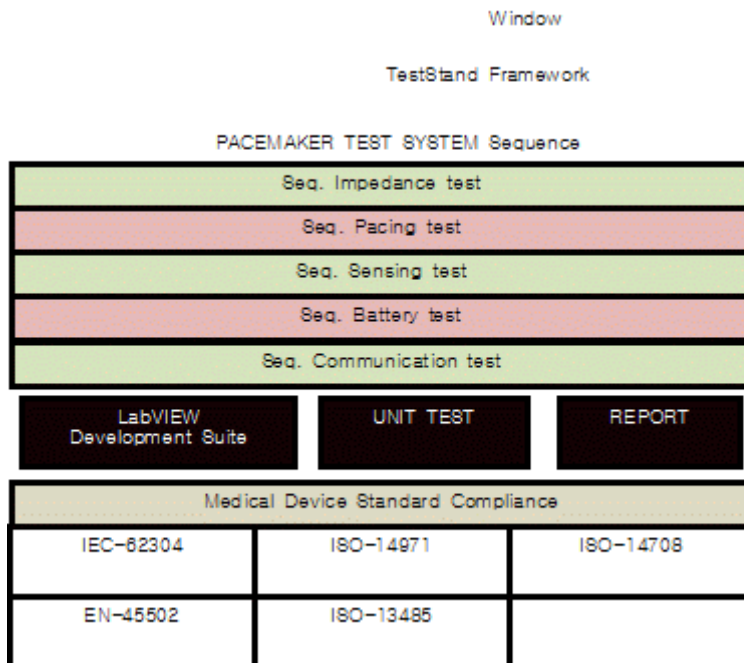 Window
TestStand Framework
PACEMAKER TEST SYSTEM Sequence
Seq. Impedance test
Seq. Pacing test
Seq. Sensing test
Seq. Battery test
Seq. Communication test
LabVIEW
Development Suite
UNIT TEST
REPORT
Medical Device Standard Compliance
IEC-62304
ISO-14971
ISO-14708
EN-45502
ISO-13485